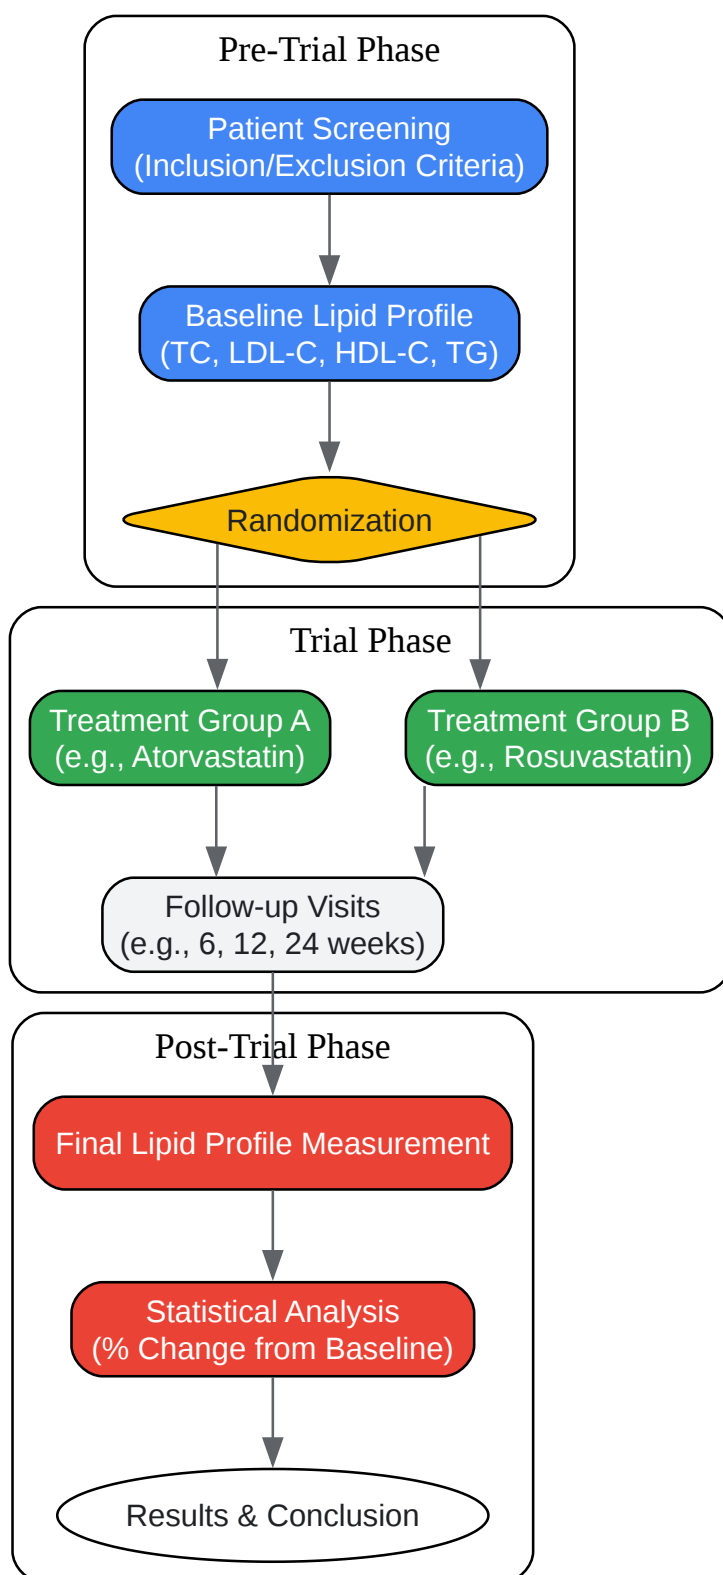 Pre-Trial Phase
Patient Screening
(Inclusion/Exclusion Criteria)
Baseline Lipid Profile
(TC, LDL-C, HDL-C, TG)
Randomization
Trial Phase
Treatment Group A
(e.g., Atorvastatin)
Treatment Group B
(e.g., Rosuvastatin)
Follow-up Visits
(e.g., 6, 12, 24 weeks)
Post-Trial Phase
Final Lipid Profile Measurement
Statistical Analysis
(% Change from Baseline)
Results & Conclusion